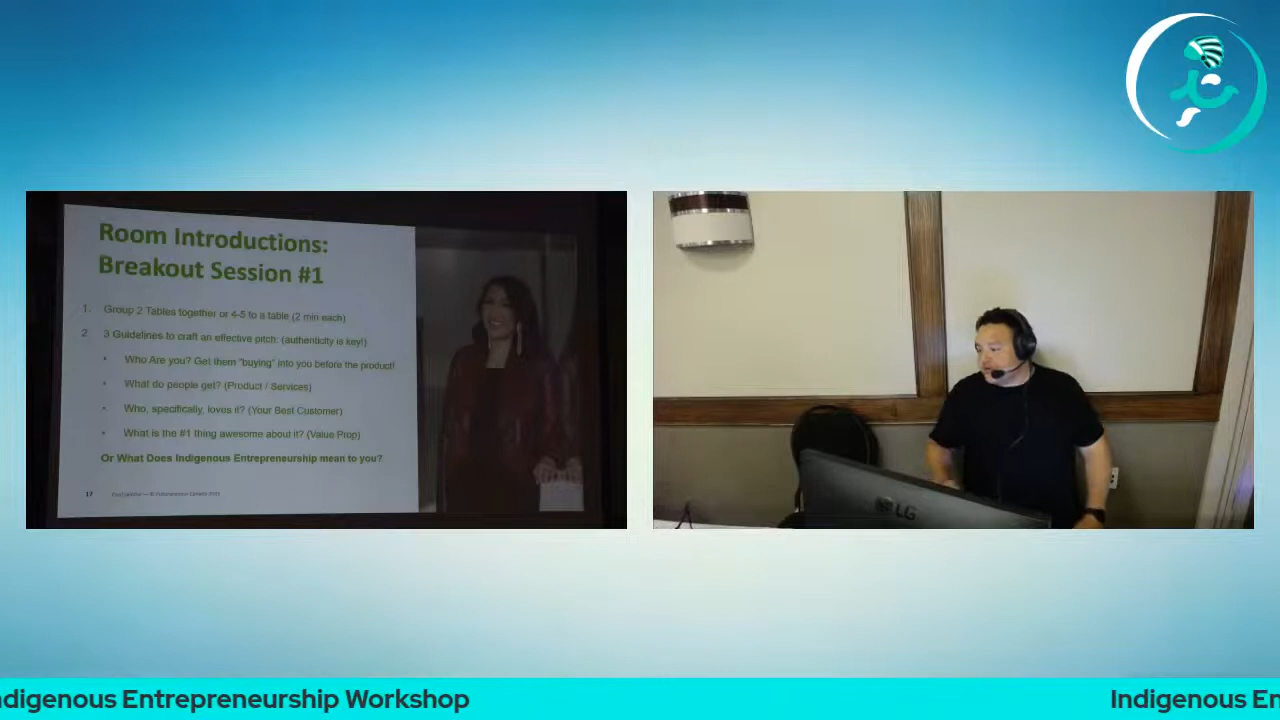 Room Introductions:
Breakout Session #1
1. Group 2 Tables together or 4-5 to a table (2 min each)
2 3 Guidelines to craft an effective pitch: (authenticity is key!)
• Who Are you? Get them "buying" into you before the product!
• What do people get? (Product / Services)
• Who, specifically, loves it? (Your Best Customer)
• What is the #1 thing awesome about it? (Value Prop)
Or What Does Indigenous Entrepreneurship mean to you?
17
LG
ndigenous Entrepreneurship Workshop
Indigenous En